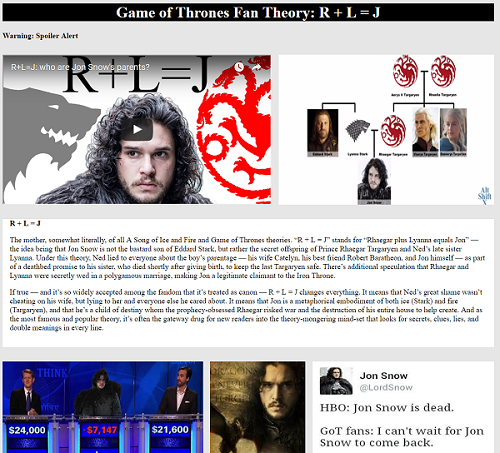 Game of Thrones Fan Theory: R + L = J
Warning: Spoiler Alert
R+L=J: who are Jon Snow's parents?
R+L=J
Aerys II Targaryen
Rhaella Targaryen
Eddard Stark
Lyanna Stark
Rhaegar Targaryen
Viserys Targaryen
Daenerys Targaryen
Jon Snow
Alt
Shift
X
R + L = J
The mother, somewhat literally, of all A Song of Ice and Fire and Game of Thrones theories. “R + L = J” stands for “Rhaegar plus Lyanna equals Jon” —
the idea being that Jon Snow is not the bastard son of Eddard Stark, but rather the secret offspring of Prince Rhaegar Targaryen and Ned's late sister
Lyanna. Under this theory, Ned lied to everyone about the boy's parentage — his wife Catelyn, his best friend Robert Baratheon, and Jon himself — as part
of a deathbed promise to his sister, who died shortly after giving birth, to keep the last Targaryen safe. There's additional speculation that Rhaegar and
Lyanna were secretly wed in a polygamous marriage, making Jon a legitimate claimant to the Iron Throne.
If true — and it's so widely accepted among the fandom that it's treated as canon — R + L = J changes everything. It means that Ned's great shame wasn't
cheating on his wife, but lying to her and everyone else he cared about. It means that Jon is a metaphorical embodiment of both ice (Stark) and fire
(Targaryen), and that he's a child of destiny whom the prophecy-obsessed Rhaegar risked war and the destruction of his entire house to help create. And as
the most famous and popular theory, it's often the gateway drug for new readers into the theory-mongering mind-set that looks for secrets, clues, lies, and
double meanings in every line.
THINK
$24,000
-$7,147
$21,600
DRAGONS
Jon Snow
@LordSnow
HBO: Jon Snow is dead.
GoT fans: I can't wait for Jon
Snow to come back.